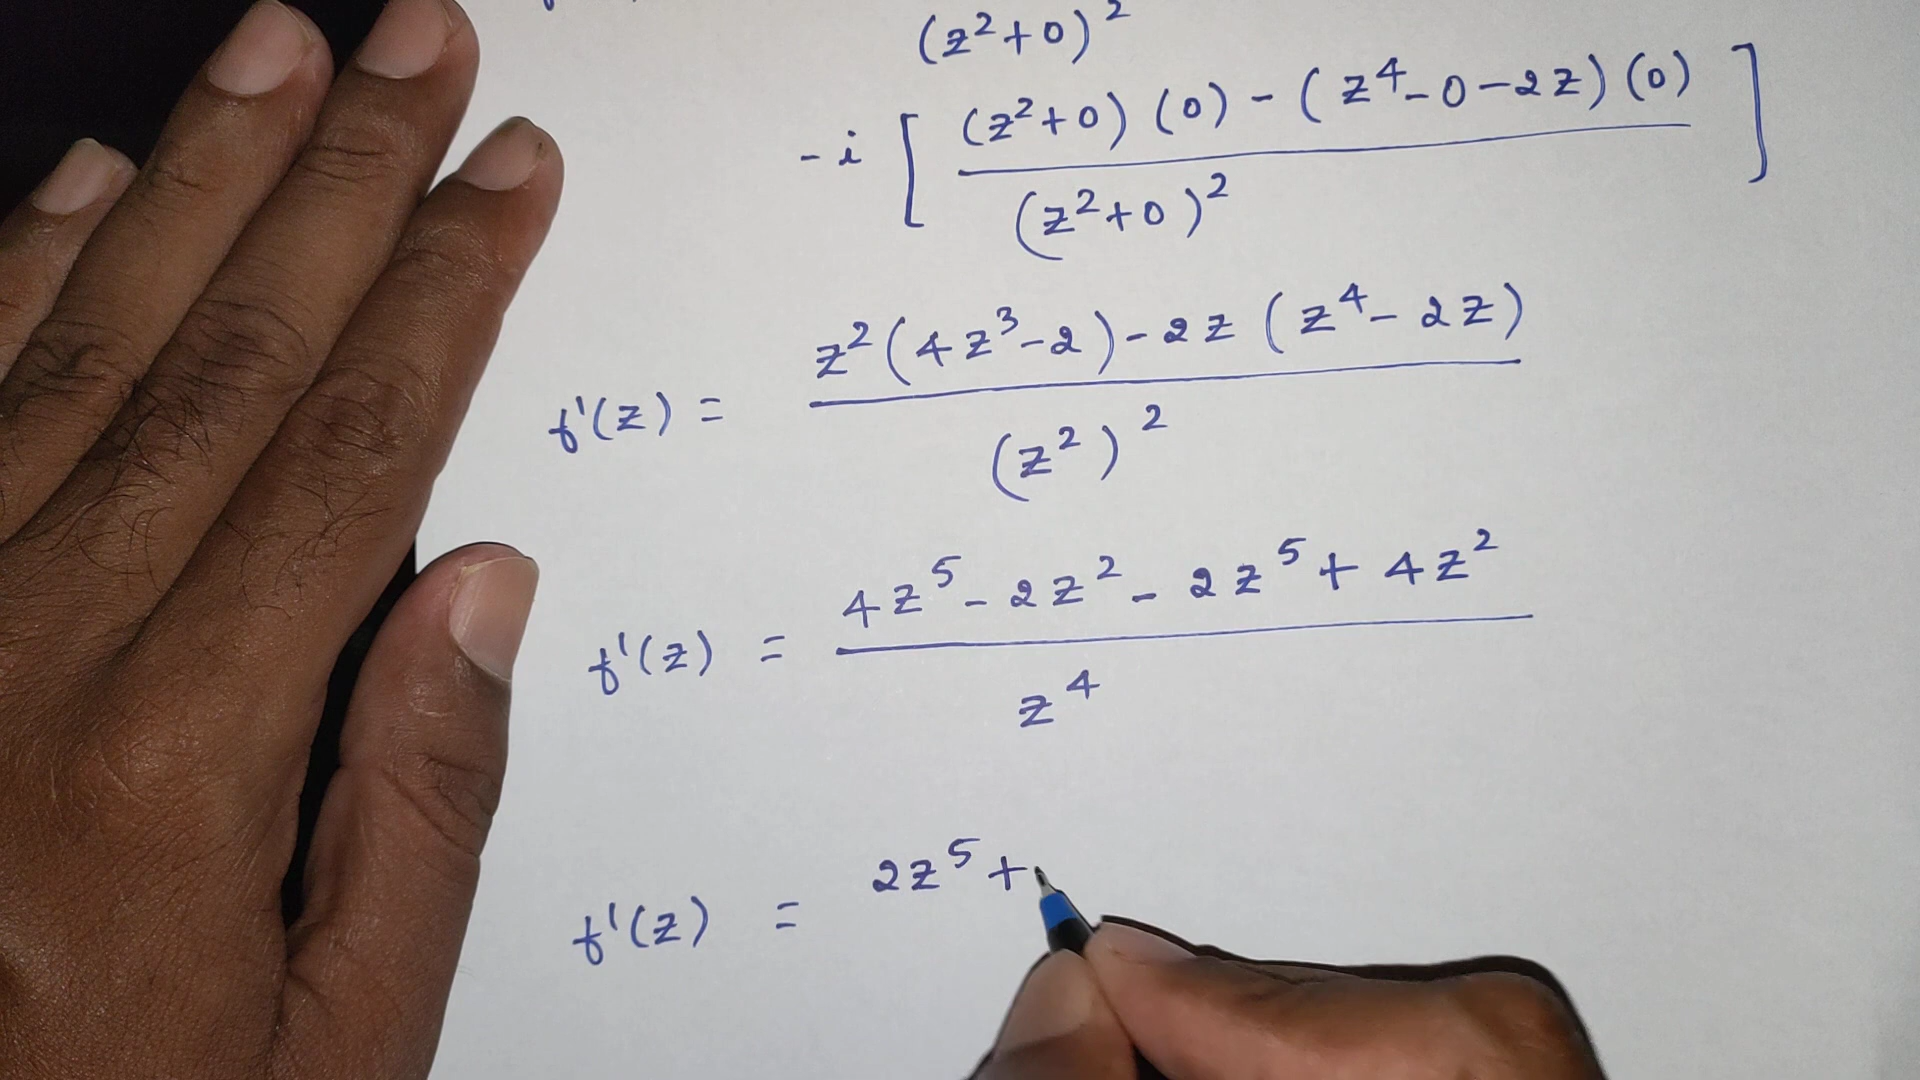 (z²+0)²
-i [ (z²+0) (0) - (z⁴-0-2z) (0) ]
(z²+0)²
z²(4z³-2)-2z (z⁴-2z)
f'(z) =
(z²)²
4z⁵-2z²-2z⁵+4z²
f'(z) =
z⁴
2z⁵+
f'(z) =